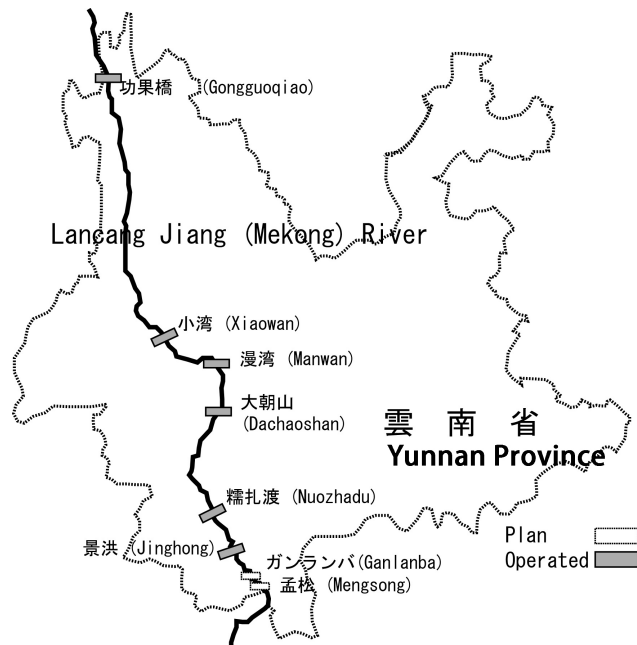 功果橋 (Gongguoqiao)
Lancang Jiang (Mekong) River
小湾 (Xiaowan)
漫湾 (Manwan)
大朝山
(Dachaoshan)
雲南省
Yunnan Province
糯扎渡 (Nuozhadu)
Plan
景洪 (Jinghong)
Operated
ガンランバ(Ganlanba)
孟松 (Mengsong)